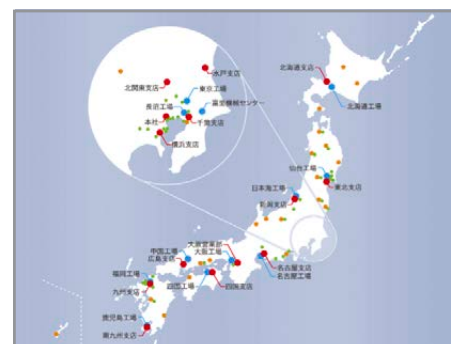 水戸支店
北関東支店
東京工場
長沼工場
富里機報センター
本社
千葉支店
横浜支店
北海道支店
北海道工場
仙台工場
東北支店
日本海工場
新潟支店
大阪営業部
大阪工場
中国工場
広島支店
名古屋支店
名古屋工場
福岡工場
九州支店
四国工場
四国支店
鹿児島工場
南九州支店